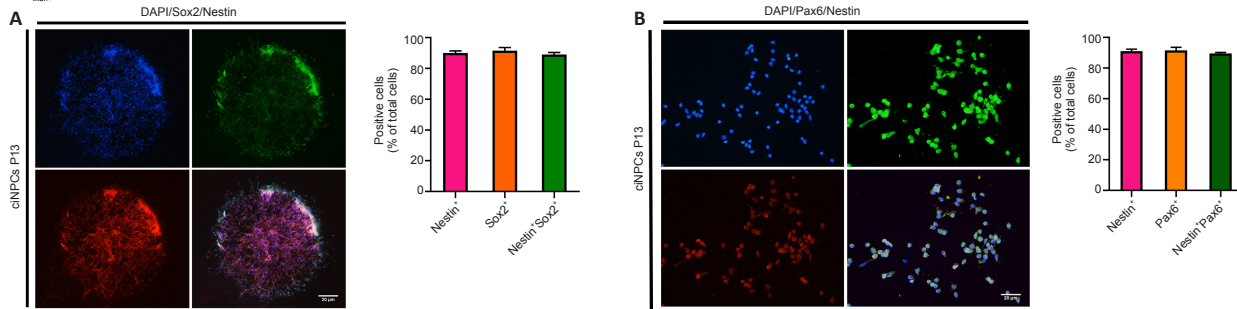 A
DAPI/Sox2/Nestin
ciNPCs P13
20 μm
Positive cells
(% of total cells)
100
80
60
40
20
0
Nestin⁺
Sox2⁺
Nestin⁺Sox2⁺
B
DAPI/Pax6/Nestin
ciNPCs P13
20 μm
Positive cells
(% of total cells)
100
80
60
40
20
0
Nestin⁺
Pax6⁺
Nestin⁺Pax6⁺